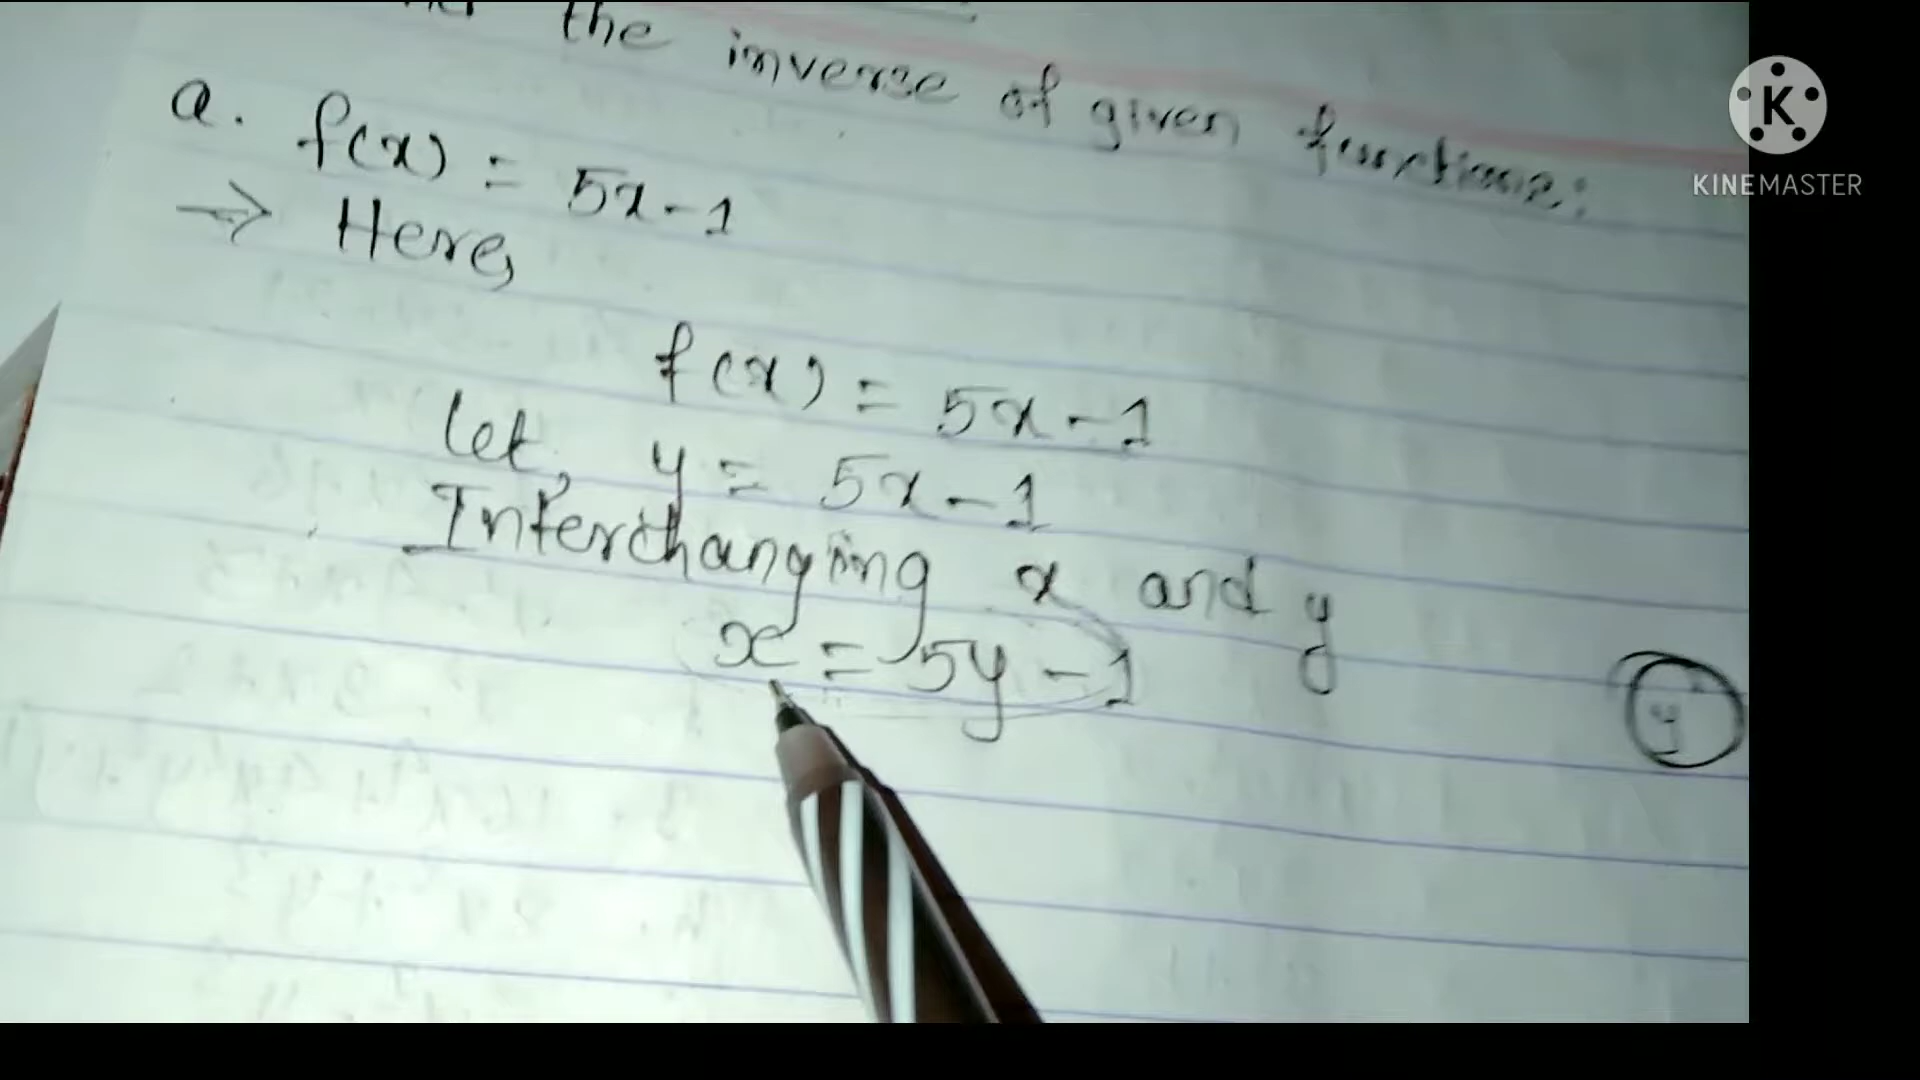 the inverse of given functions:
a. f(x) = 5x-1
→ Here,
f(x) = 5x-1
let, y = 5x-1
Interchanging x and y
x = 5y-1
y
K
KINEMASTER